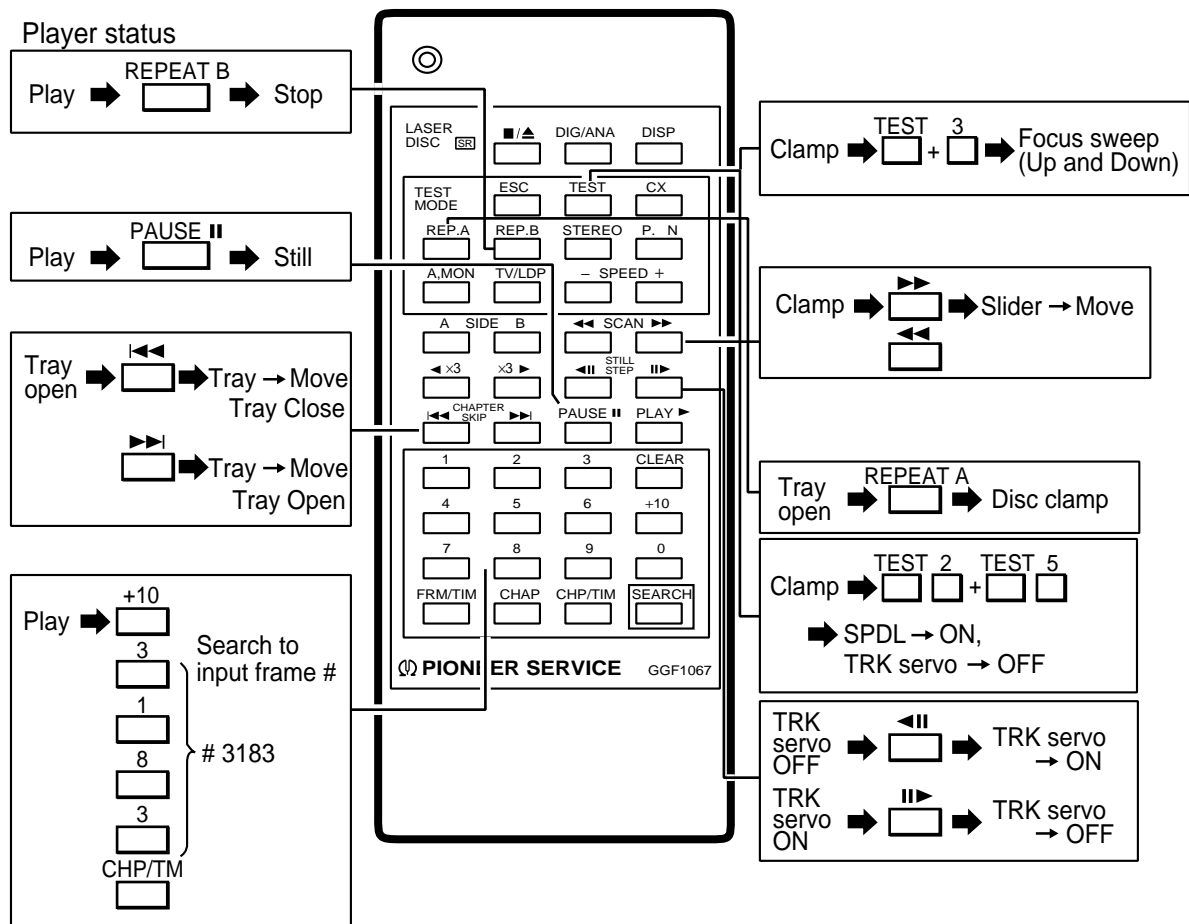 Player status
REPEAT B
Play ➡ ➡ Stop
PAUSE ⏸
Play ➡ ➡ Still
|◀◀
Tray open ➡ ➡ Tray → Move
Tray Close
▶▶|
➡ Tray → Move
Tray Open
+10
Play ➡
3
Search to
input frame #
1
# 3183
8
3
CHP/TM
LASER
DISC SR
■/▲ DIG/ANA DISP
TEST
MODE
ESC TEST CX
REP.A REP.B STEREO P. N
A,MON TV/LDP – SPEED +
A SIDE B ◀◀ SCAN ▶▶
◀ ×3 ×3 ▶ ◀II STILL STEP II▶
|◀◀ CHAPTER SKIP ▶▶| PAUSE II PLAY ▶
1 2 3 CLEAR
4 5 6 +10
7 8 9 0
FRM/TIM CHAP CHP/TIM SEARCH
PIONEER SERVICE GGF1067
TEST 3
Clamp ➡ + ➡ Focus sweep
(Up and Down)
▶▶
Clamp ➡ ➡ Slider → Move
◀◀
REPEAT A
Tray open ➡ ➡ Disc clamp
TEST 2 TEST 5
Clamp ➡ +
➡ SPDL → ON,
TRK servo → OFF
◀II
TRK servo OFF ➡ ➡ TRK servo
→ ON
II▶
TRK servo ON ➡ ➡ TRK servo
→ OFF